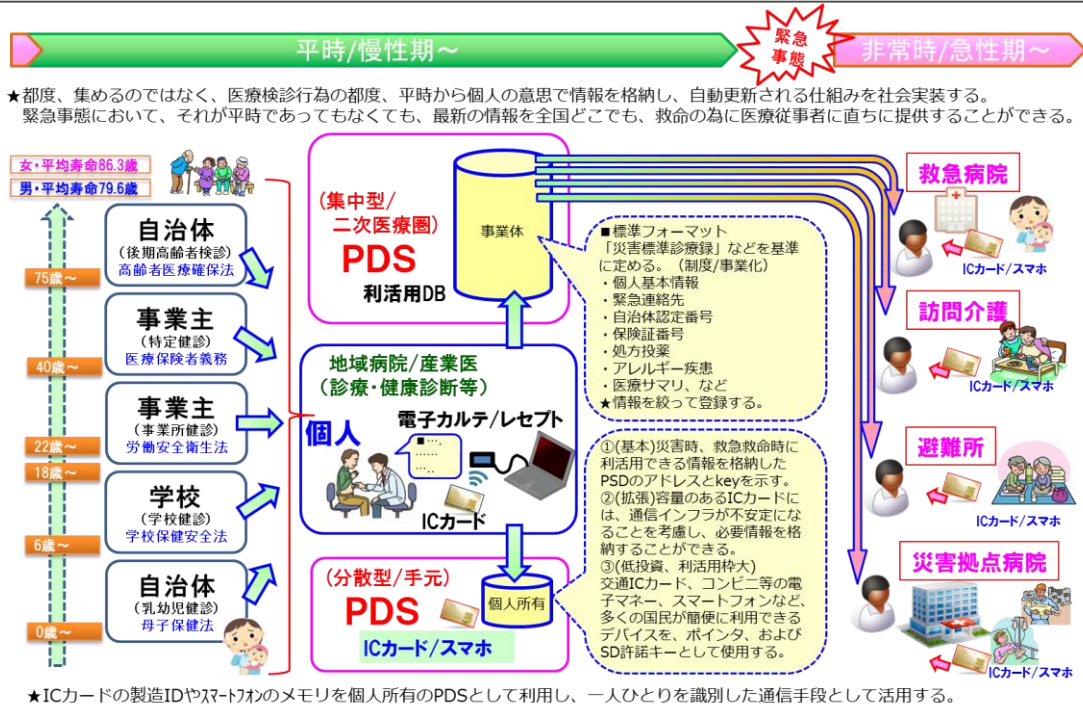 平時/慢性期~
緊急
事態
非常時/急性期~
★都度、集めるのではなく、医療検診行為の都度、平時から個人の意思で情報を格納し、自動更新される仕組みを社会実装する。
緊急事態において、それが平時であってもなくても、最新の情報を全国どこでも、救命の為に医療従事者に直ちに提供することができる。
女・平均寿命86.3歳
男・平均寿命79.6歳
75歳~
40歳~
22歳~
18歳~
6歳~
0歳~
自治体
(後期高齢者検診)
高齢者医療確保法
事業主
(特定健診)
医療保険者義務
事業主
(事業所健診)
労働安全衛生法
学校
(学校健診)
学校保健安全法
自治体
(乳幼児健診)
母子保健法
(集中型/
二次医療圏)
PDS
利活用DB
事業体
地域病院/産業医
(診療・健康診断等)
電子カルテ/レセプト
個人
ICカード
(分散型/手元)
PDS
ICカード/スマホ
個人所有
■標準フォーマット
「災害標準診療録」などを基準
に定める。(制度/事業化)
・個人基本情報
・緊急連絡先
・自治体認定番号
・保険証番号
・処方投薬
・アレルギー疾患
・医療サマリ、など
★情報を絞って登録する。
①(基本)災害時、救急救命時に
利活用できる情報を格納した
PSDのアドレスとkeyを示す。
②(拡張)容量のあるICカードに
は、通信インフラが不安定にな
ることを考慮し、必要情報を格
納することができる。
③(低投資、利活用枠大)
交通ICカード、コンビニ等の電
子マネー、スマートフォンなど、
多くの国民が簡便に利用できる
デバイスを、ポインタ、および
SD許諾キーとして使用する。
救急病院
ICカード/スマホ
訪問介護
ICカード/スマホ
避難所
ICカード/スマホ
災害拠点病院
ICカード/スマホ
★ICカードの製造IDやスマートフォンのメモリを個人所有のPDSとして利用し、一人ひとりを識別した通信手段として活用する。